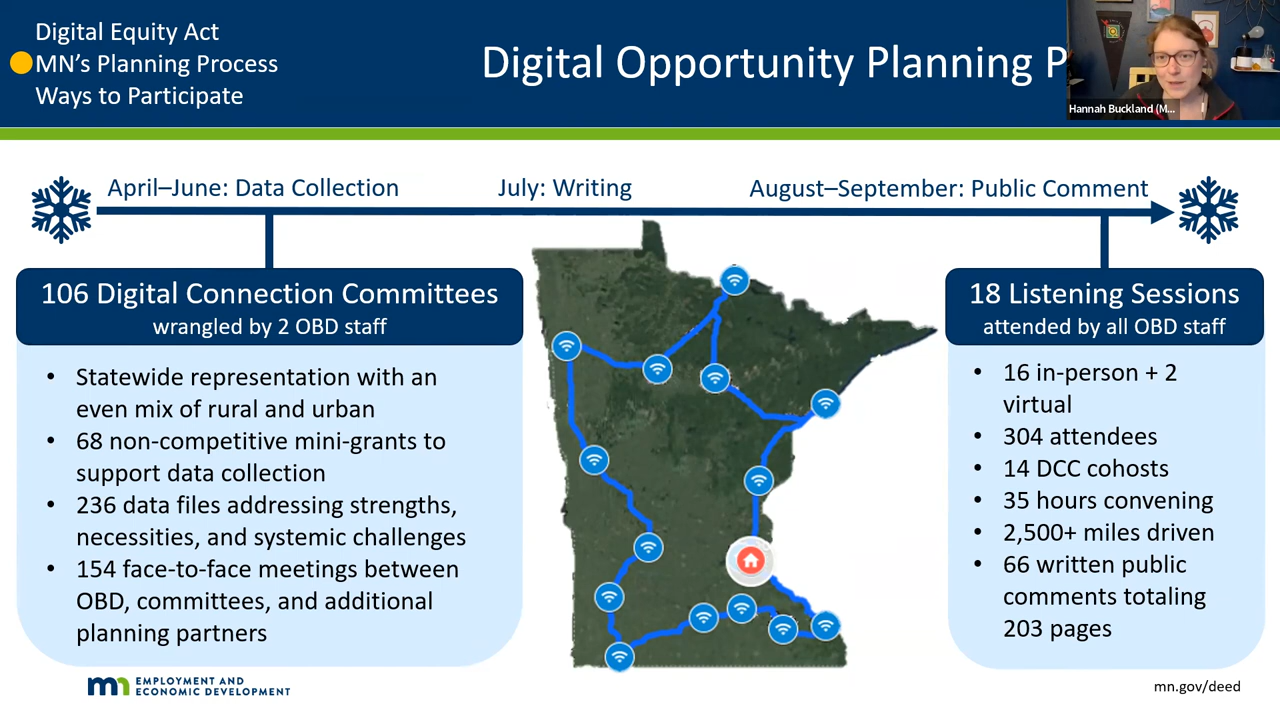 Digital Equity Act
MN's Planning Process
Ways to Participate
Digital Opportunity Planning P
Hannah Buckland (M...
April–June: Data Collection
July: Writing
August–September: Public Comment
106 Digital Connection Committees
wrangled by 2 OBD staff
• Statewide representation with an
even mix of rural and urban
• 68 non-competitive mini-grants to
support data collection
• 236 data files addressing strengths,
necessities, and systemic challenges
• 154 face-to-face meetings between
OBD, committees, and additional
planning partners
18 Listening Sessions
attended by all OBD staff
• 16 in-person + 2
virtual
• 304 attendees
• 14 DCC cohosts
• 35 hours convening
• 2,500+ miles driven
• 66 written public
comments totaling
203 pages
mn EMPLOYMENT AND
ECONOMIC DEVELOPMENT
mn.gov/deed